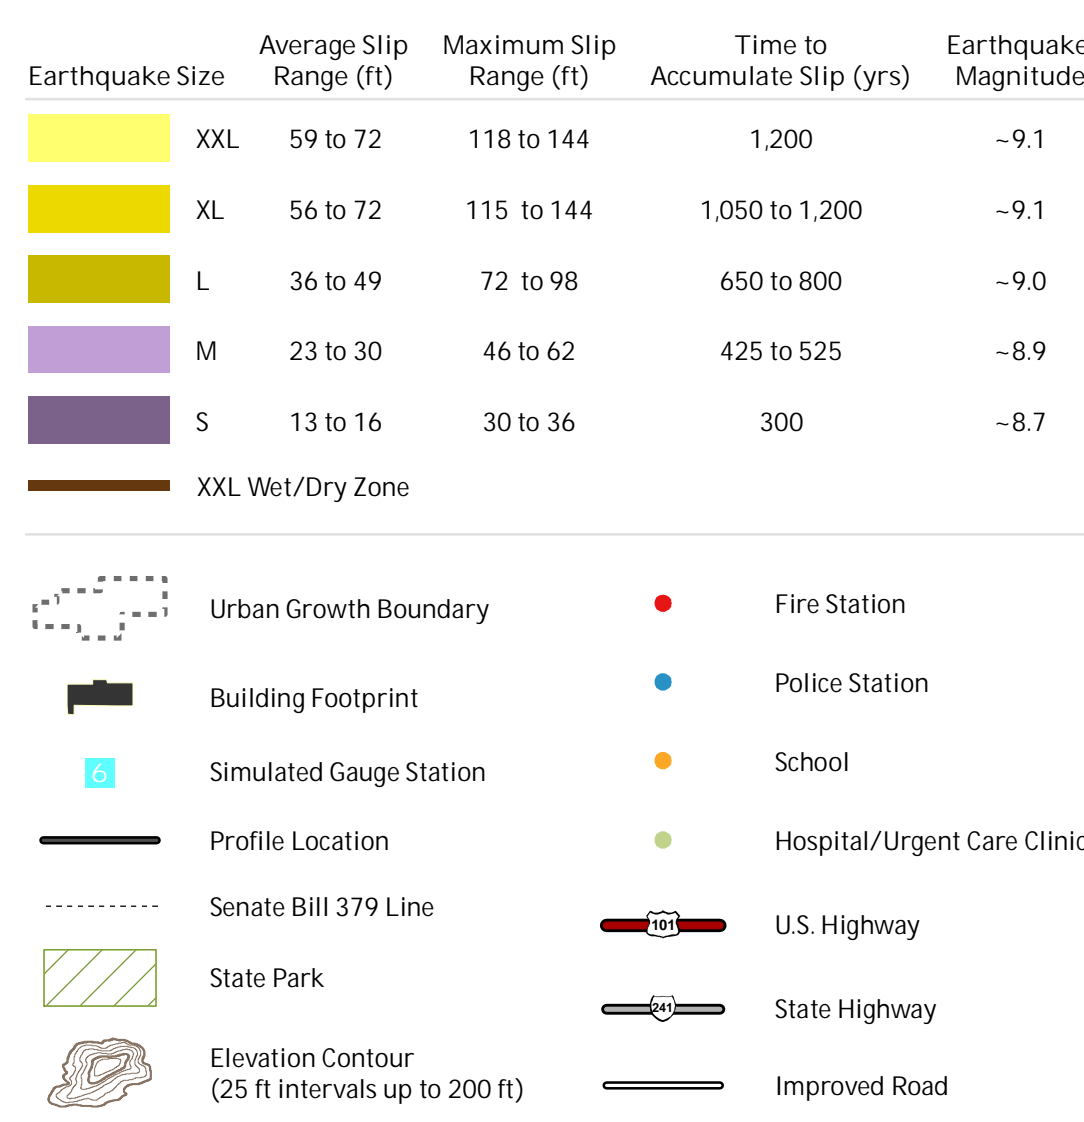 Earthquake Size Average Slip Range (ft) Maximum Slip Range (ft) Time to Accumulate Slip (yrs) Earthquake Magnitude
XXL 59 to 72 118 to 144 1,200 ~9.1
XL 56 to 72 115 to 144 1,050 to 1,200 ~9.1
L 36 to 49 72 to 98 650 to 800 ~9.0
M 23 to 30 46 to 62 425 to 525 ~8.9
S 13 to 16 30 to 36 300 ~8.7
XXL Wet/Dry Zone
Urban Growth Boundary
Building Footprint
6 Simulated Gauge Station
Profile Location
Senate Bill 379 Line
State Park
Elevation Contour
(25 ft intervals up to 200 ft)
Fire Station
Police Station
School
Hospital/Urgent Care Clinic
101 U.S. Highway
241 State Highway
Improved Road